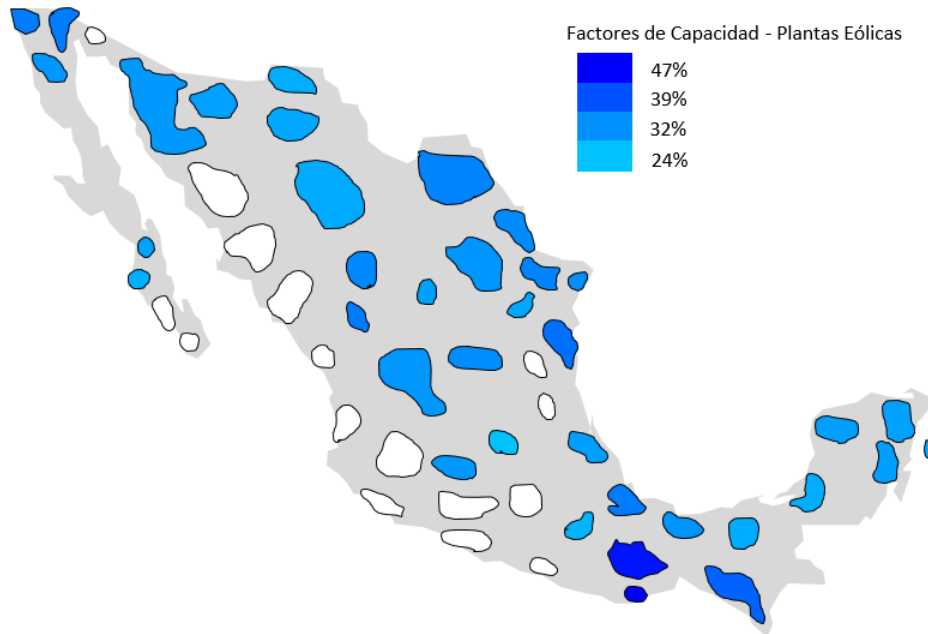 Factores de Capacidad - Plantas Eólicas
47%
39%
32%
24%